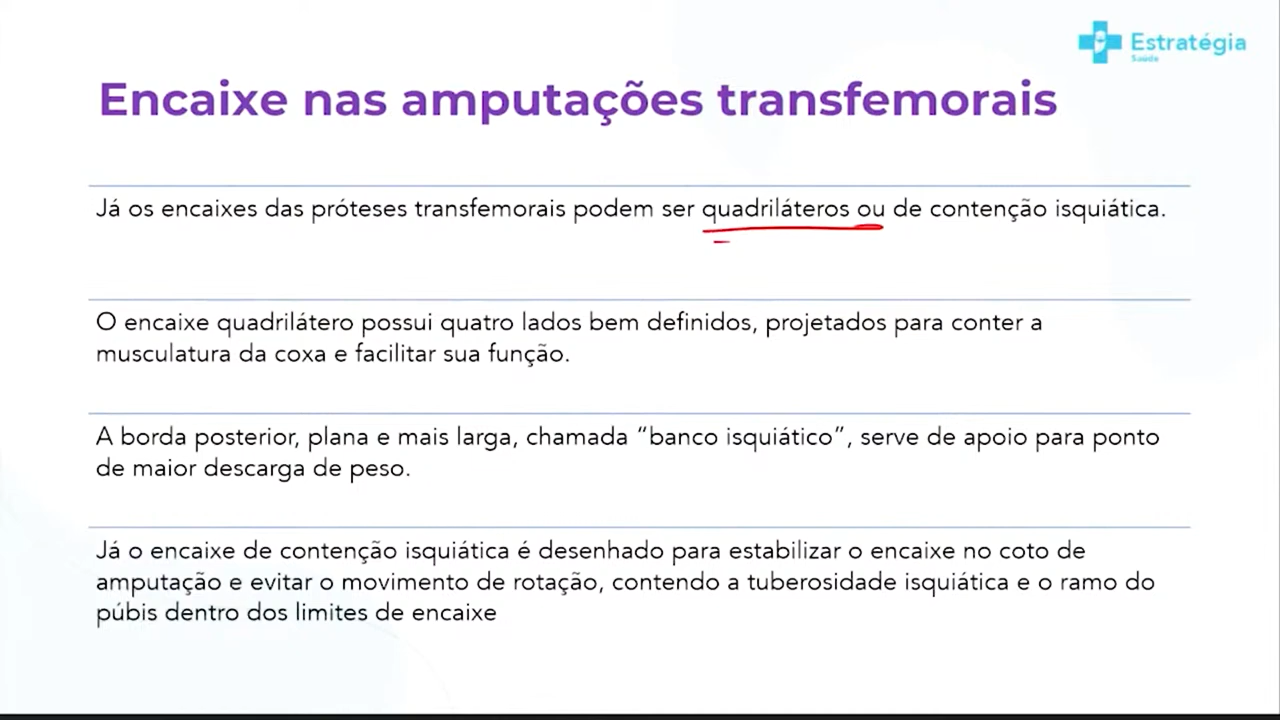 Estratégia
Saúde
Encaixe nas amputações transfemorais
Já os encaixes das próteses transfemorais podem ser quadriláteros ou de contenção isquiática.
O encaixe quadrilátero possui quatro lados bem definidos, projetados para conter a
musculatura da coxa e facilitar sua função.
A borda posterior, plana e mais larga, chamada “banco isquiático”, serve de apoio para ponto
de maior descarga de peso.
Já o encaixe de contenção isquiática é desenhado para estabilizar o encaixe no coto de
amputação e evitar o movimento de rotação, contendo a tuberosidade isquiática e o ramo do
púbis dentro dos limites de encaixe